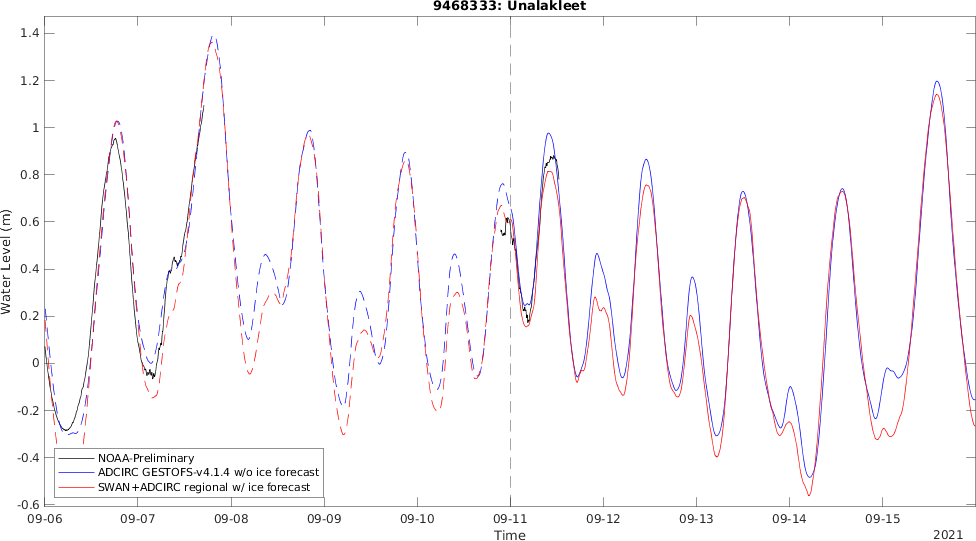 9468333: Unalakleet
1.4
1.2
1
0.8
0.6
0.4
0.2
0
-0.2
-0.4
-0.6
Water Level (m)
NOAA-Preliminary
ADCIRC GESTOFS-v4.1.4 w/o ice forecast
SWAN+ADCIRC regional w/ ice forecast
09-06 09-07 09-08 09-09 09-10 09-11 09-12 09-13 09-14 09-15
Time
2021